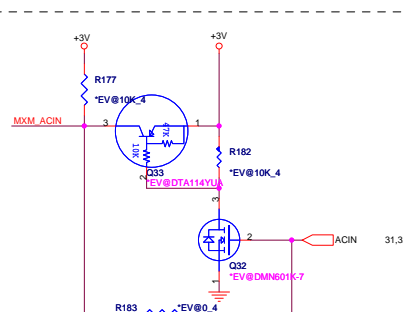 +3V
+3V
R177
*EV@10K_4
MXM_ACIN
3
1
47K
10K
R182
*EV@10K_4
Q33
*EV@DTA114YUA
2
3
2
ACIN
31,3
Q32
*EV@DMN601K-7
1
R183
*EV@0_4